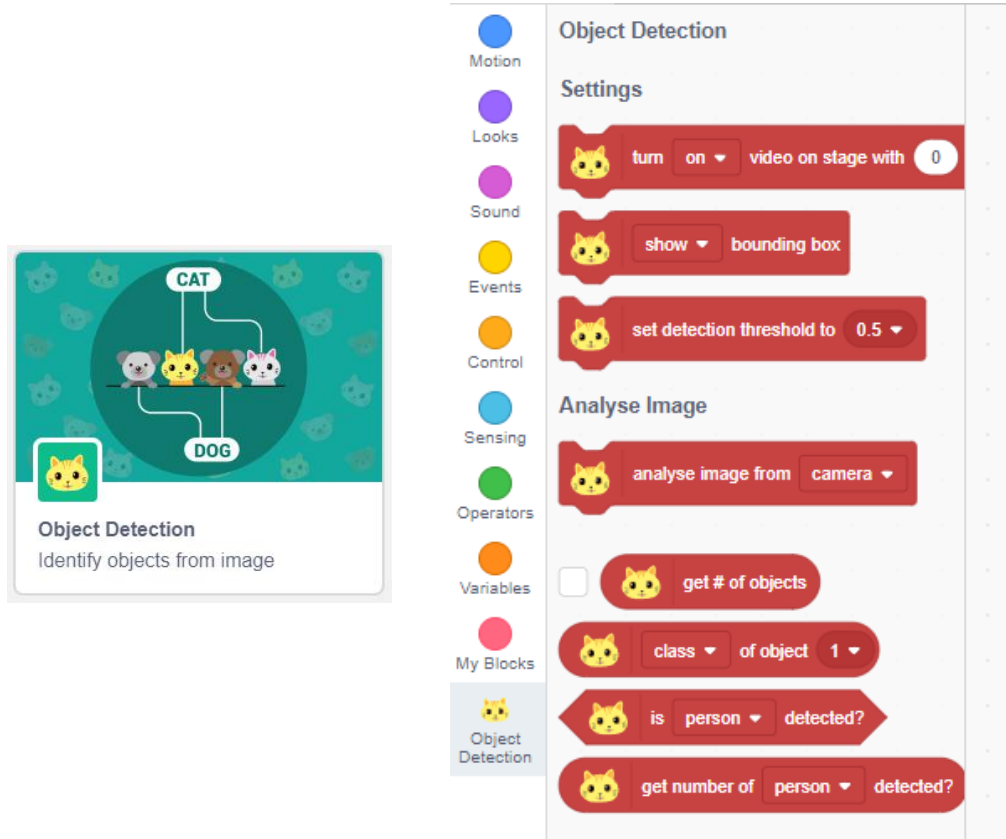 CAT
DOG
Object Detection
Identify objects from image
Motion
Looks
Sound
Events
Control
Sensing
Operators
Variables
My Blocks
Object
Detection
Object Detection
Settings
turn on video on stage with 0
show bounding box
set detection threshold to 0.5
Analyse Image
analyse image from camera
get # of objects
class of object 1
is person detected?
get number of person detected?